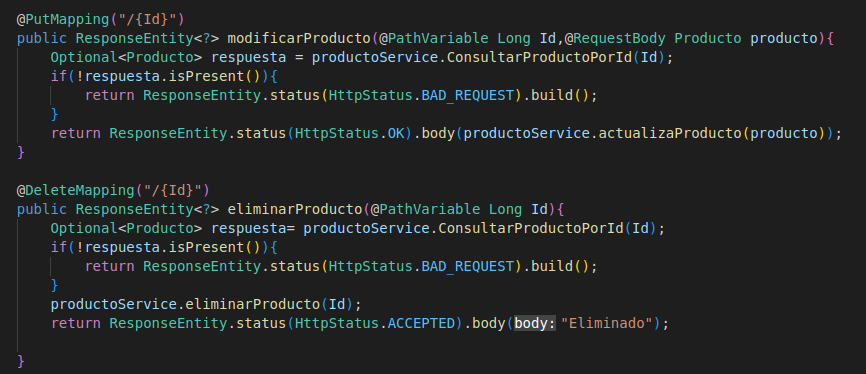 @PutMapping("/{Id}")
public ResponseEntity<?> modificarProducto(@PathVariable Long Id,@RequestBody Producto producto){
Optional<Producto> respuesta = productoService.ConsultarProductoPorId(Id);
if(!respuesta.isPresent()){
return ResponseEntity.status(HttpStatus.BAD_REQUEST).build();
}
return ResponseEntity.status(HttpStatus.OK).body(productoService.actualizaProducto(producto));
}
@DeleteMapping("/{Id}")
public ResponseEntity<?> eliminarProducto(@PathVariable Long Id){
Optional<Producto> respuesta= productoService.ConsultarProductoPorId(Id);
if(!respuesta.isPresent()){
return ResponseEntity.status(HttpStatus.BAD_REQUEST).build();
}
productoService.eliminarProducto(Id);
return ResponseEntity.status(HttpStatus.ACCEPTED).body(body: "Eliminado");
}